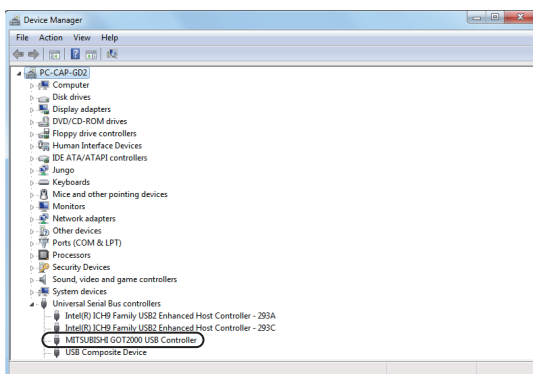 Device Manager
File Action View Help
PC-CAP-GD2
Computer
Disk drives
Display adapters
DVD/CD-ROM drives
Floppy drive controllers
Human Interface Devices
IDE ATA/ATAPI controllers
Jungo
Keyboards
Mice and other pointing devices
Monitors
Network adapters
Other devices
Ports (COM & LPT)
Processors
Security Devices
Sound, video and game controllers
System devices
Universal Serial Bus controllers
Intel(R) ICH9 Family USB2 Enhanced Host Controller - 293A
Intel(R) ICH9 Family USB2 Enhanced Host Controller - 293C
MITSUBISHI GOT2000 USB Controller
USB Composite Device